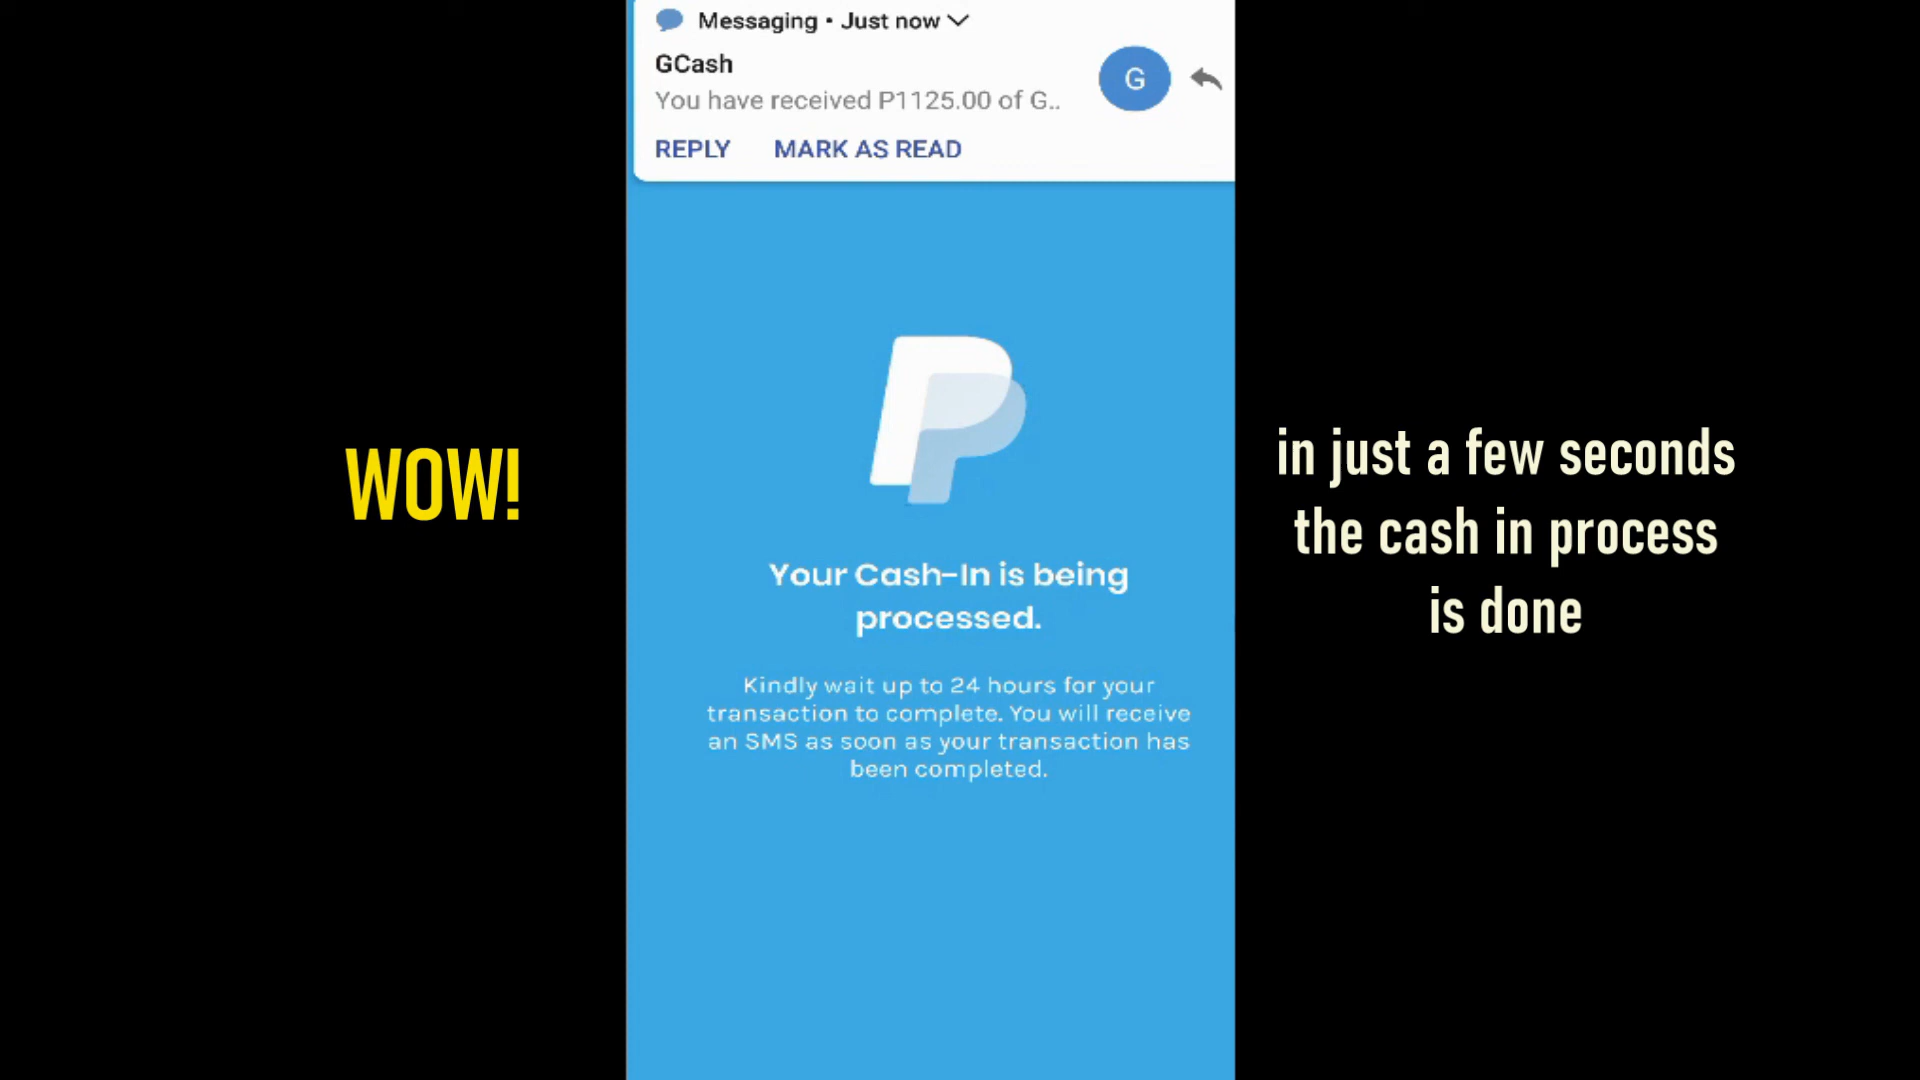 Messaging • Just now
GCash
You have received P1125.00 of G..
G
REPLY MARK AS READ
WOW!
Your Cash-In is being
processed.
Kindly wait up to 24 hours for your
transaction to complete. You will receive
an SMS as soon as your transaction has
been completed.
in just a few seconds
the cash in process
is done